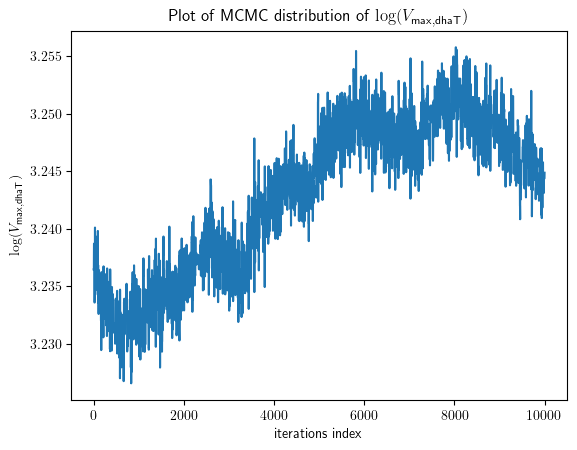 Plot of MCMC distribution of log(V_max,dhaT)
log(V_max,dhaT)
3.255
3.250
3.245
3.240
3.235
3.230
0 2000 4000 6000 8000 10000
iterations index